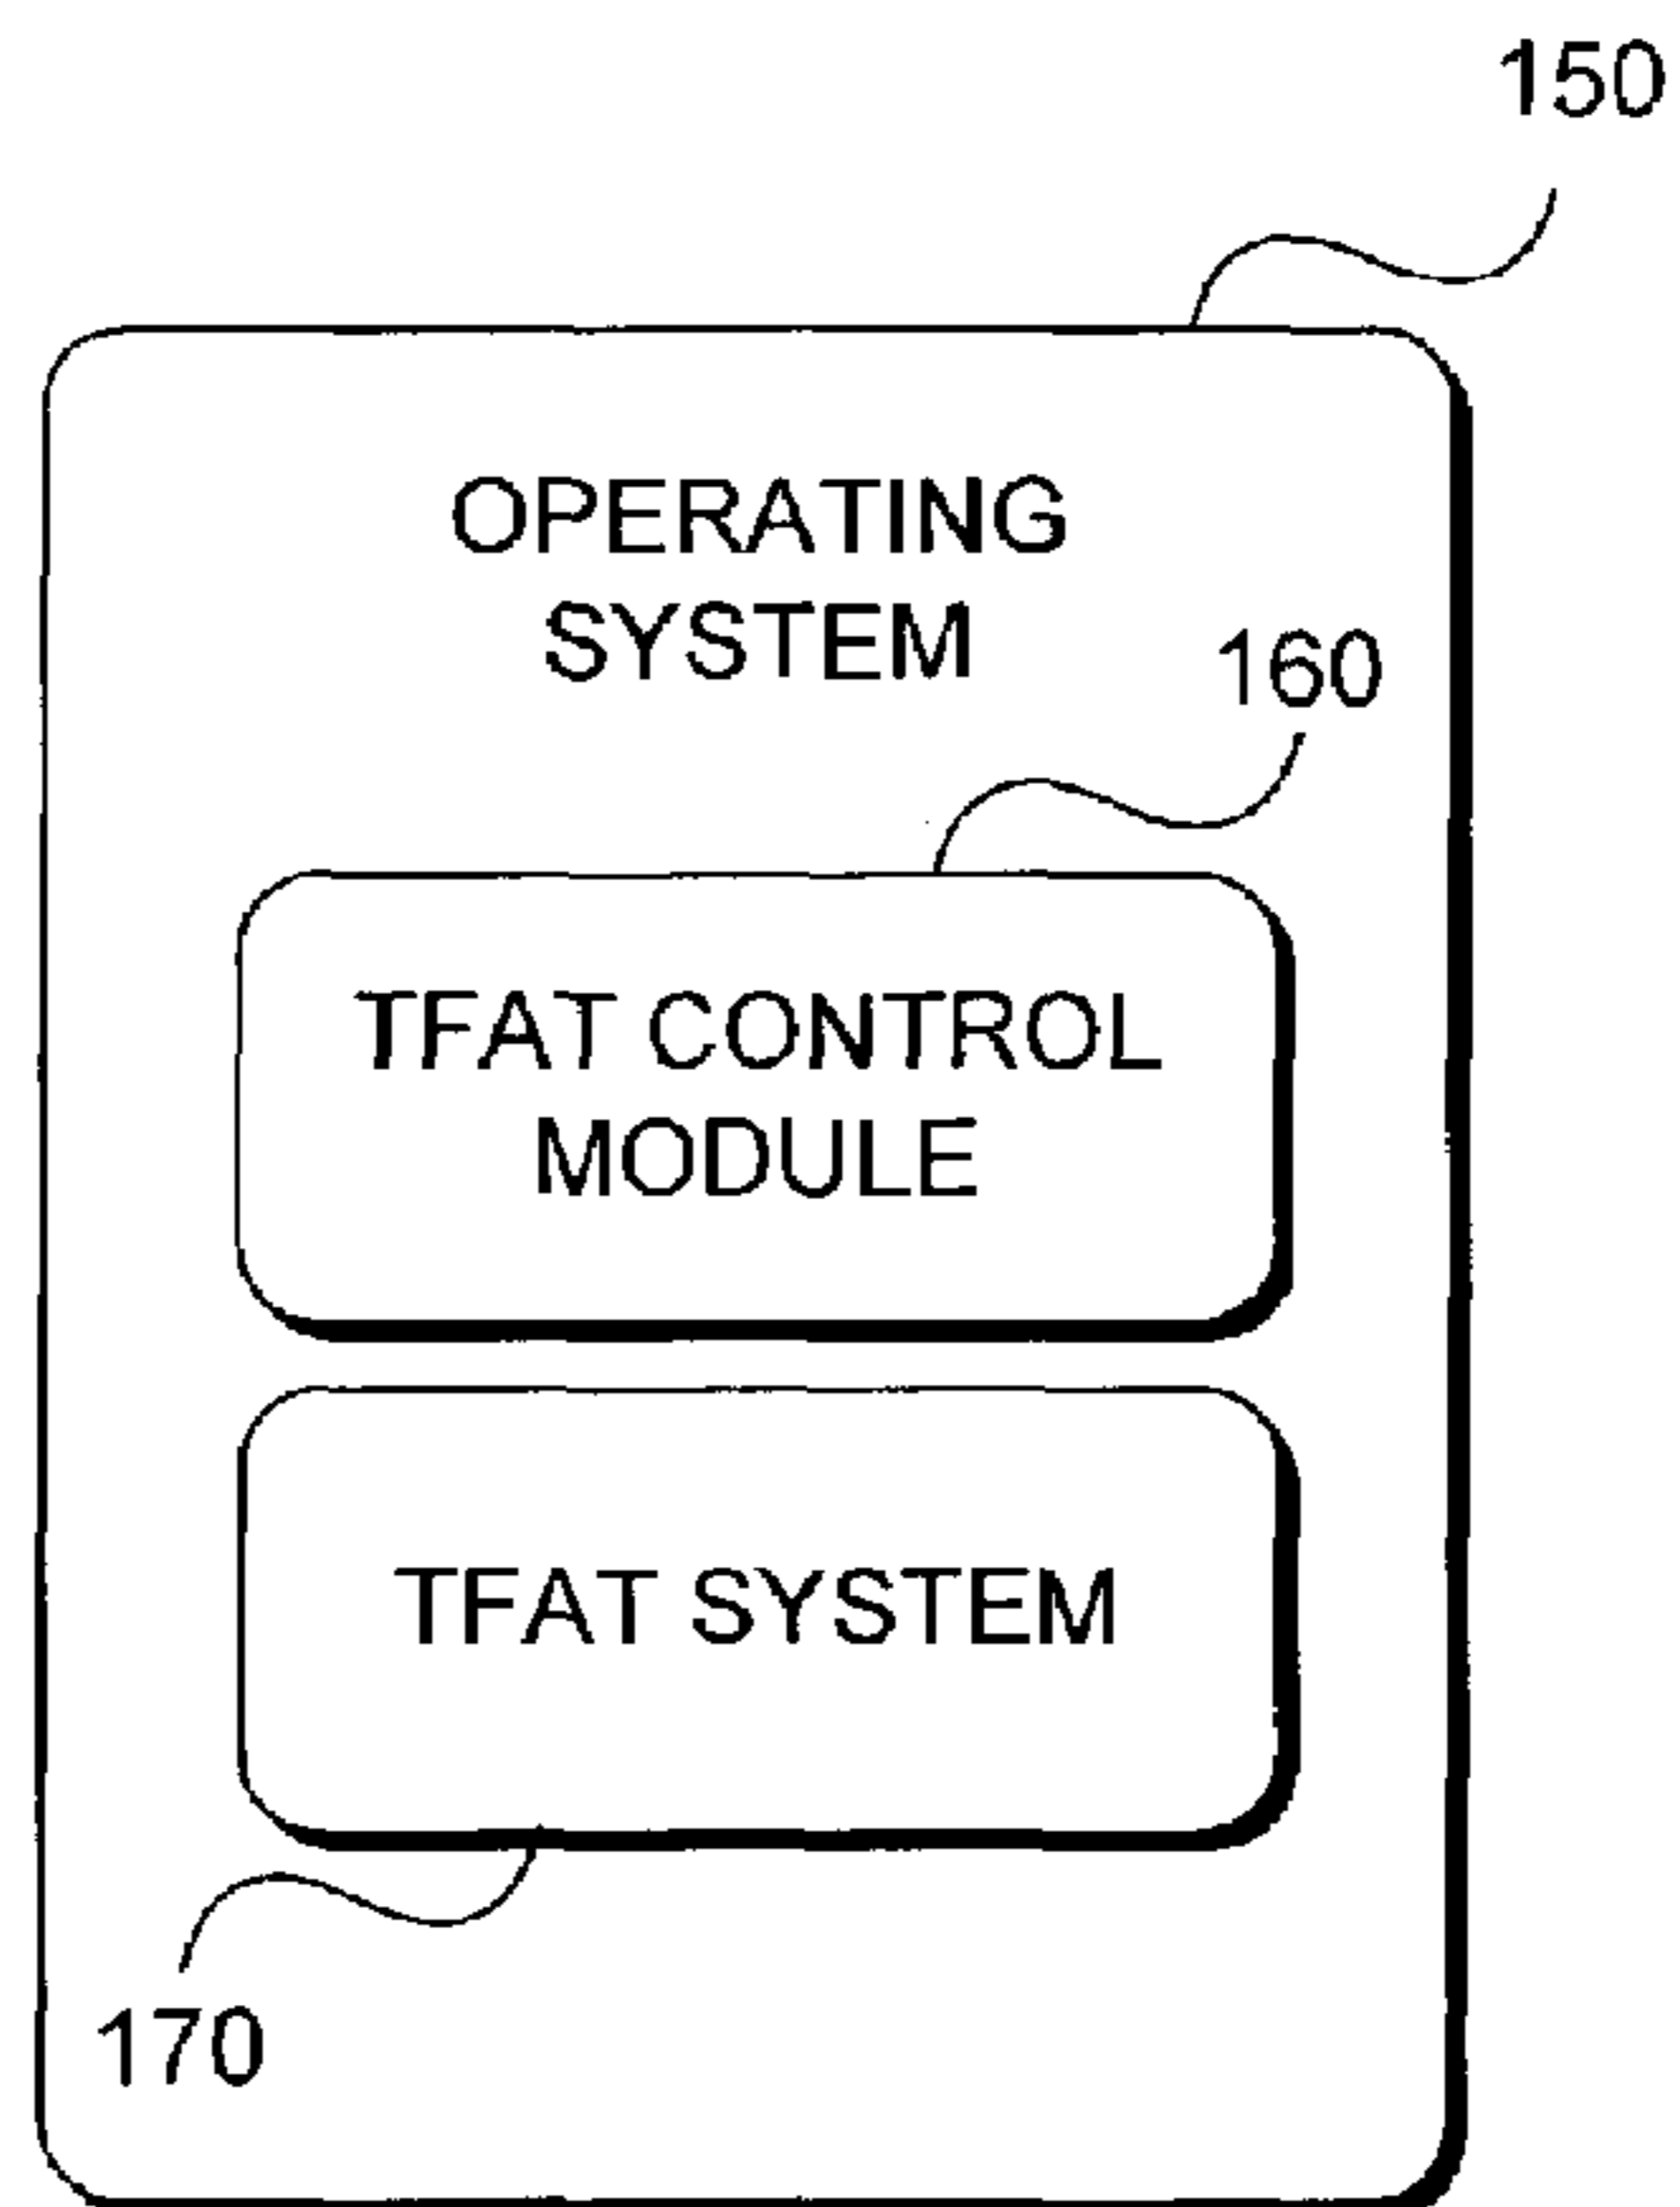 150
OPERATING
SYSTEM
160
TFAT CONTROL
MODULE
TFAT SYSTEM
170